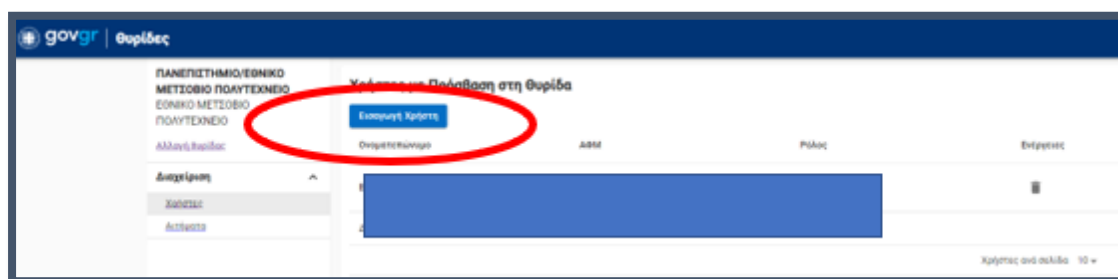 govgr | Θυρίδες
ΠΑΝΕΠΙΣΤΗΜΙΟ/ΕΘΝΙΚΟ
ΜΕΤΣΟΒΙΟ ΠΟΛΥΤΕΧΝΕΙΟ
ΕΘΝΙΚΟ ΜΕΤΣΟΒΙΟ
ΠΟΛΥΤΕΧΝΕΙΟ
Αλλαγή θυρίδας
Διαχείριση
Χρήστες
Αιτήματα
Χρήστες με Πρόσβαση στη Θυρίδα
Εισαγωγή Χρήστη
Ονοματεπώνυμο ΑΦΜ Ρόλος Ενέργειες
Χρήστες ανά σελίδα 10